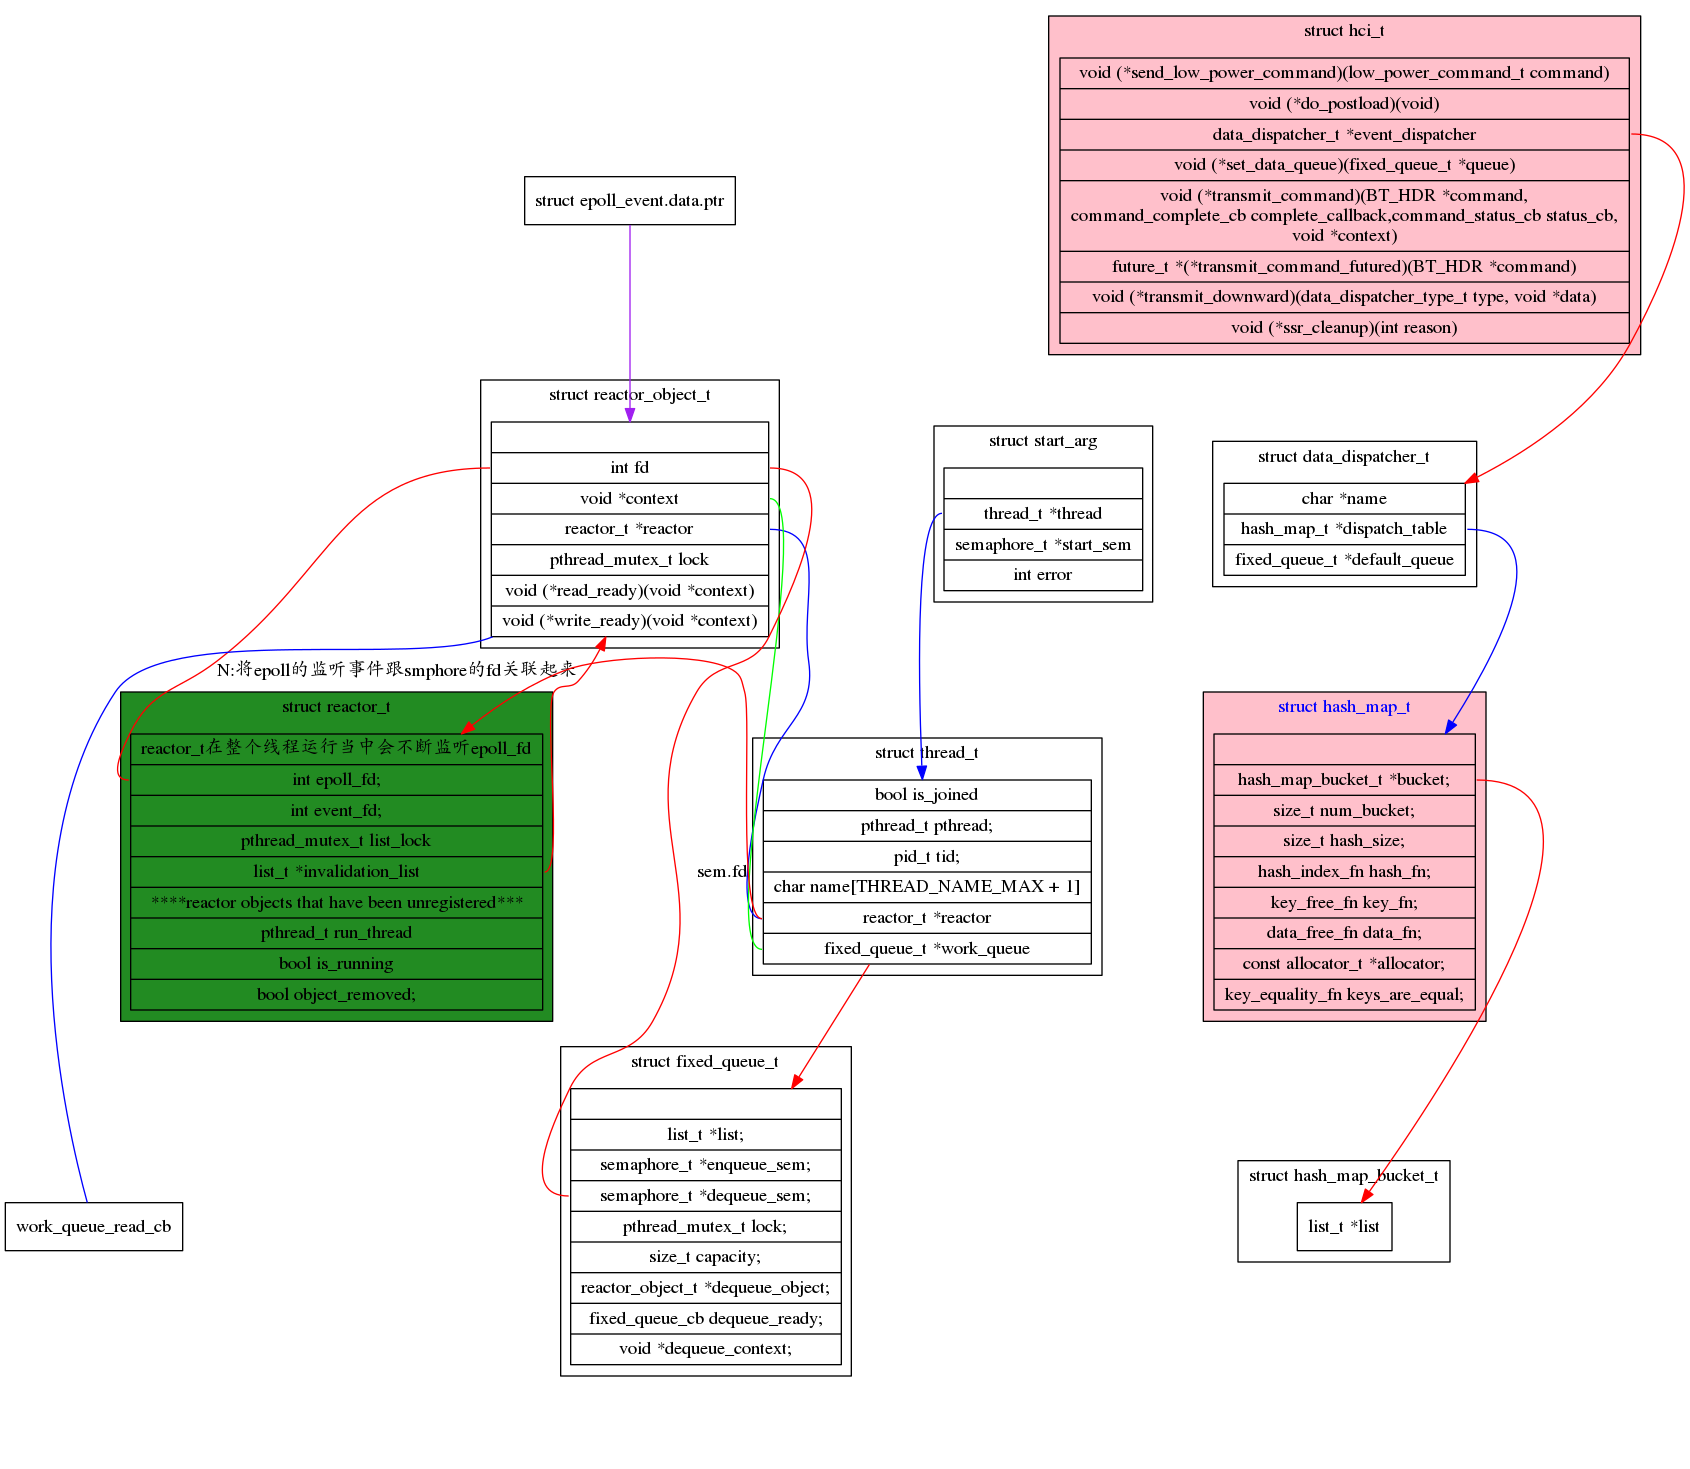 struct hci_t
void (*send_low_power_command)(low_power_command_t command)
void (*do_postload)(void)
data_dispatcher_t *event_dispatcher
void (*set_data_queue)(fixed_queue_t *queue)
void (*transmit_command)(BT_HDR *command,
command_complete_cb complete_callback,command_status_cb status_cb,
void *context)
future_t *(*transmit_command_futured)(BT_HDR *command)
void (*transmit_downward)(data_dispatcher_type_t type, void *data)
void (*ssr_cleanup)(int reason)
struct epoll_event.data.ptr
struct reactor_object_t
int fd
void *context
reactor_t *reactor
pthread_mutex_t lock
void (*read_ready)(void *context)
void (*write_ready)(void *context)
struct start_arg
thread_t *thread
semaphore_t *start_sem
int error
struct data_dispatcher_t
char *name
hash_map_t *dispatch_table
fixed_queue_t *default_queue
N:将epoll的监听事件跟smphore的fd关联起来
struct reactor_t
reactor_t在整个线程运行当中会不断监听epoll_fd
int epoll_fd;
int event_fd;
pthread_mutex_t list_lock
list_t *invalidation_list
****reactor objects that have been unregistered***
pthread_t run_thread
bool is_running
bool object_removed;
struct thread_t
bool is_joined
pthread_t pthread;
pid_t tid;
char name[THREAD_NAME_MAX + 1]
reactor_t *reactor
fixed_queue_t *work_queue
sem.fd
struct hash_map_t
hash_map_bucket_t *bucket;
size_t num_bucket;
size_t hash_size;
hash_index_fn hash_fn;
key_free_fn key_fn;
data_free_fn data_fn;
const allocator_t *allocator;
key_equality_fn keys_are_equal;
struct fixed_queue_t
list_t *list;
semaphore_t *enqueue_sem;
semaphore_t *dequeue_sem;
pthread_mutex_t lock;
size_t capacity;
reactor_object_t *dequeue_object;
fixed_queue_cb dequeue_ready;
void *dequeue_context;
work_queue_read_cb
struct hash_map_bucket_t
list_t *list